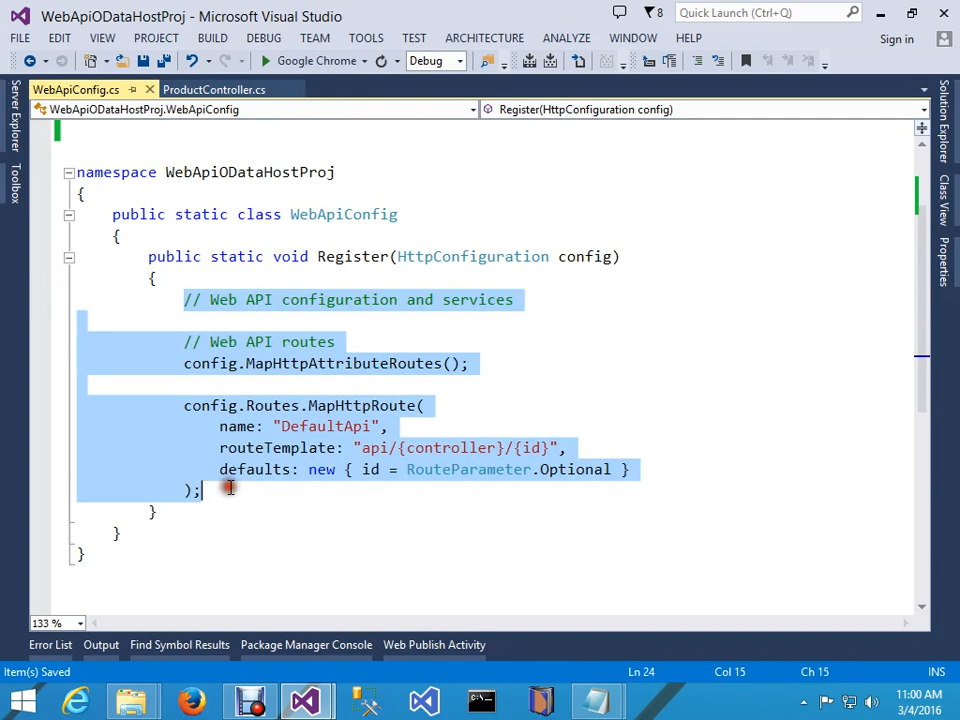 WebApiODataHostProj - Microsoft Visual Studio
8
Quick Launch (Ctrl+Q)
FILE EDIT VIEW PROJECT BUILD DEBUG TEAM TOOLS TEST ARCHITECTURE ANALYZE WINDOW HELP Sign in
Google Chrome Debug
WebApiConfig.cs ProductController.cs
WebApiODataHostProj.WebApiConfig Register(HttpConfiguration config)
Server Explorer
Toolbox
Solution Explorer
Class View
Properties
namespace WebApiODataHostProj
{
public static class WebApiConfig
{
public static void Register(HttpConfiguration config)
{
// Web API configuration and services
// Web API routes
config.MapHttpAttributeRoutes();
config.Routes.MapHttpRoute(
name: "DefaultApi",
routeTemplate: "api/{controller}/{id}",
defaults: new { id = RouteParameter.Optional }
);
}
}
}
133 %
Error List Output Find Symbol Results Package Manager Console Web Publish Activity
Item(s) Saved Ln 24 Col 15 Ch 15 INS
11:00 AM
3/4/2016